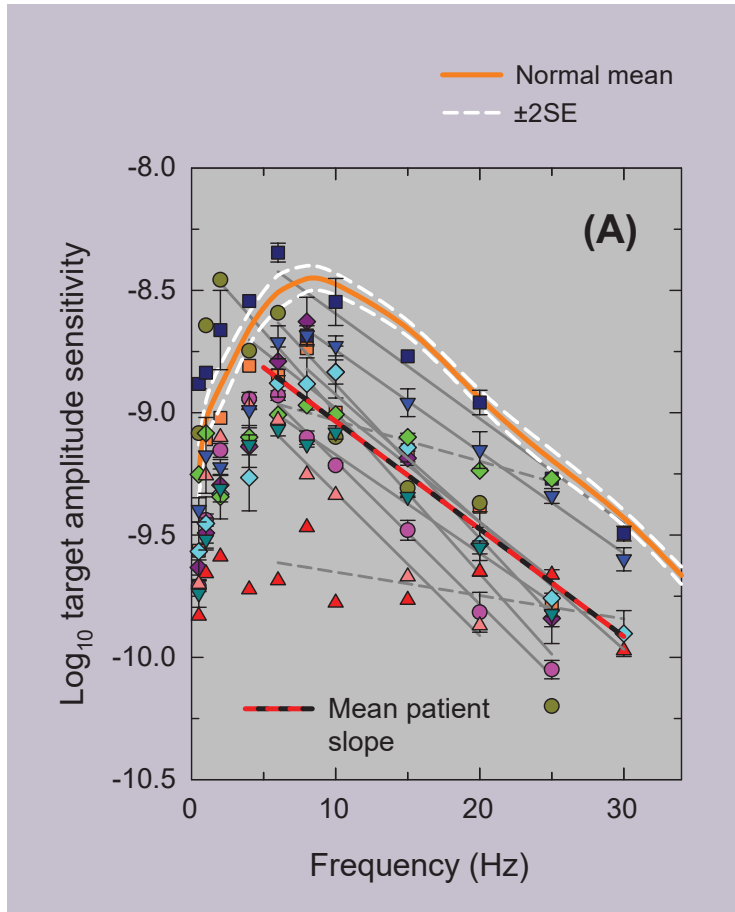 Normal mean
±2SE
-8.0
(A)
-8.5
-9.0
-9.5
-10.0
-10.5
Log10 target amplitude sensitivity
Mean patient
slope
0 10 20 30
Frequency (Hz)